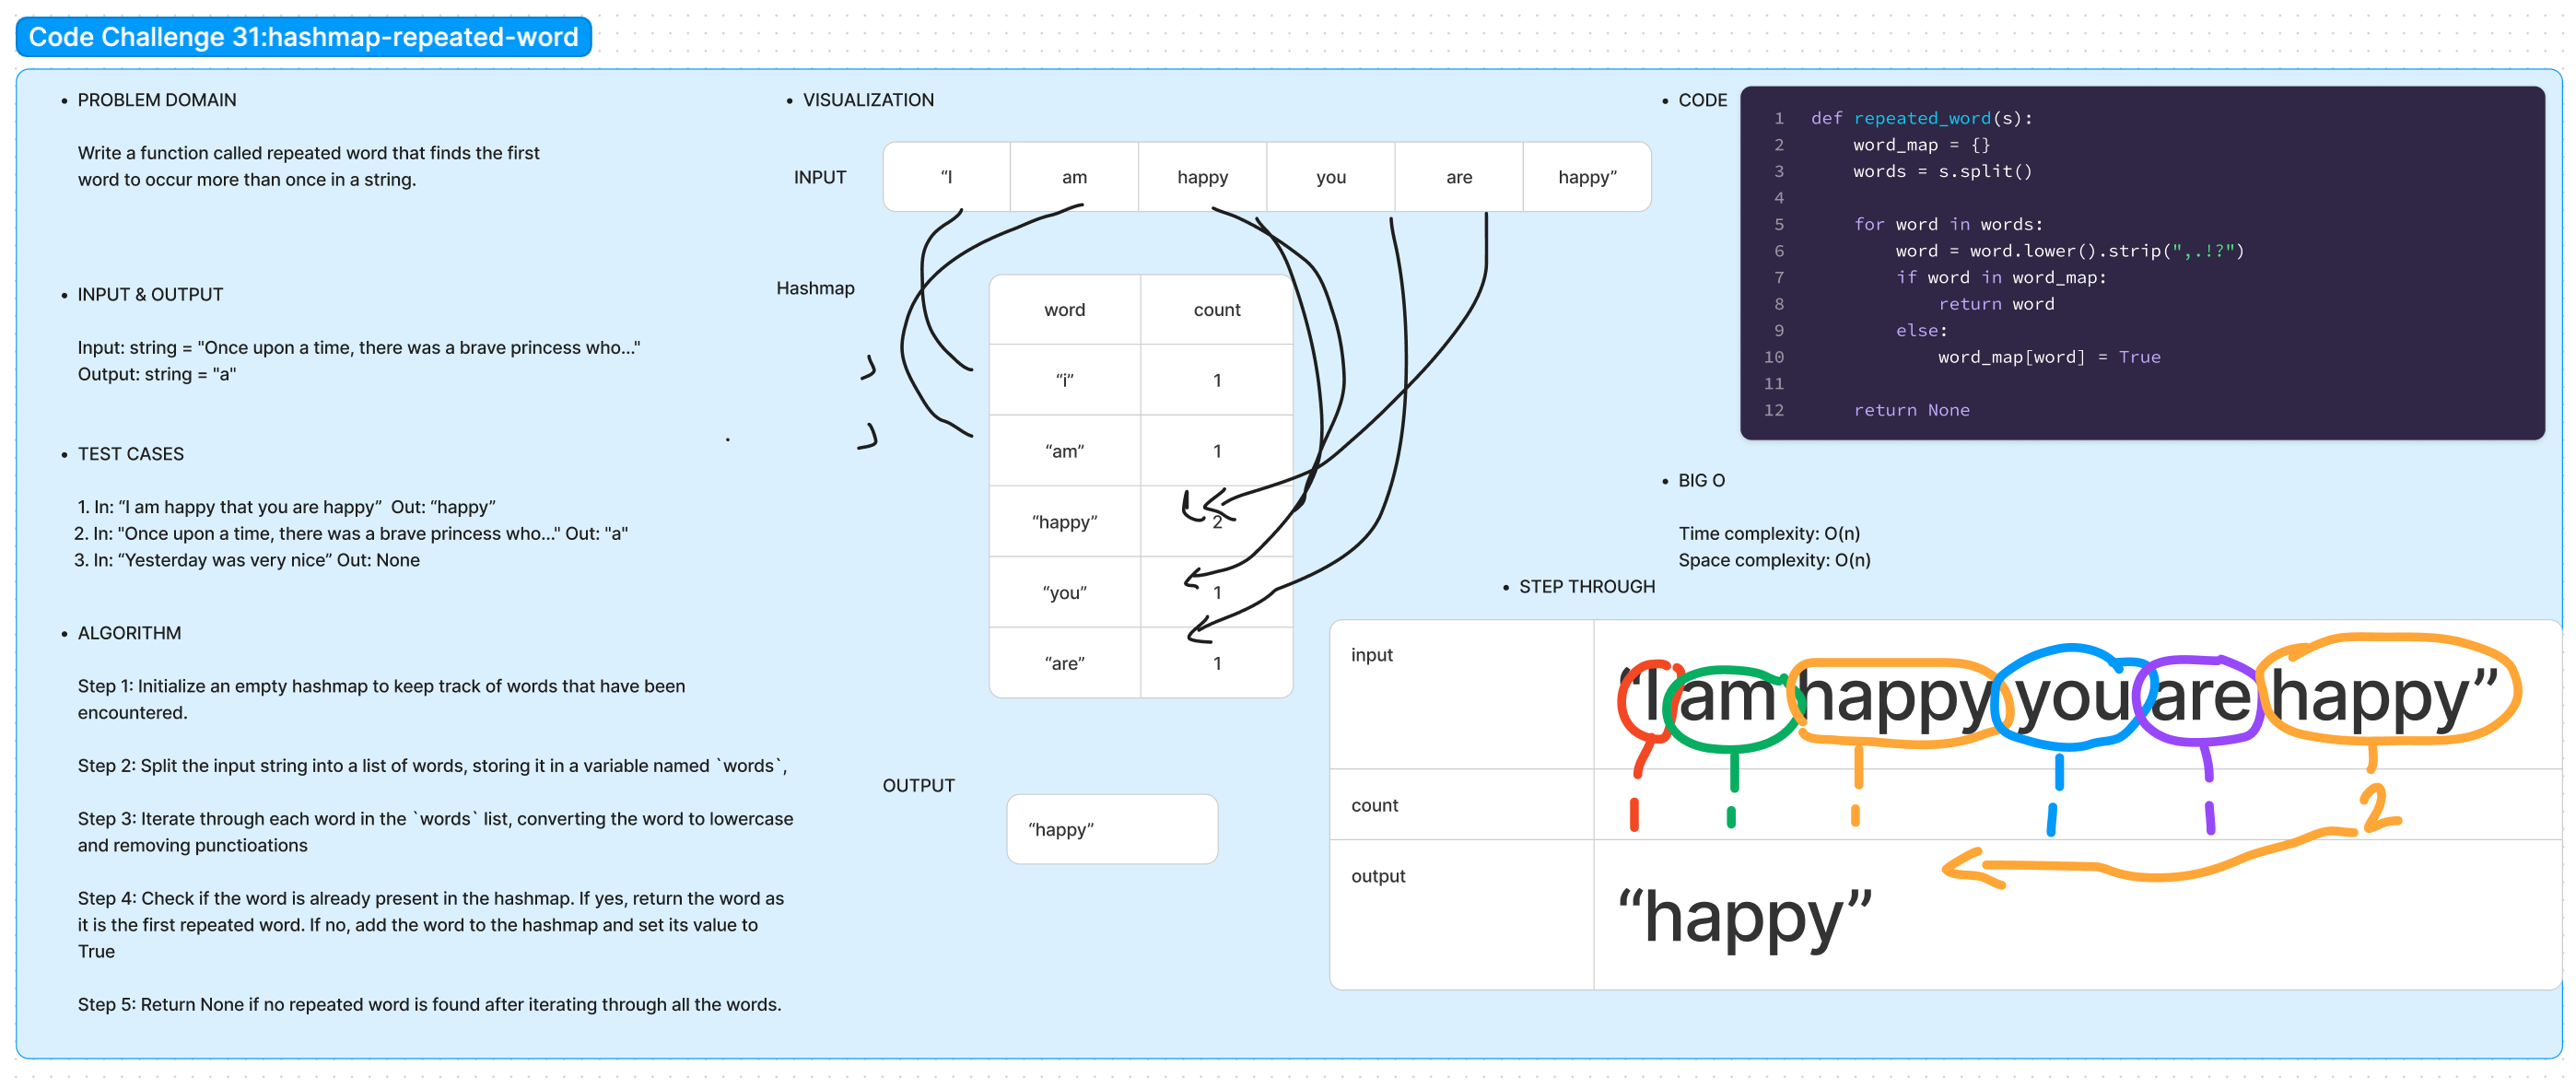 Code Challenge 31:hashmap-repeated-word
• PROBLEM DOMAIN
Write a function called repeated word that finds the first
word to occur more than once in a string.
• INPUT & OUTPUT
Input: string = "Once upon a time, there was a brave princess who..."
Output: string = "a"
• TEST CASES
1. In: “I am happy that you are happy”  Out: “happy”
2. In: "Once upon a time, there was a brave princess who..." Out: "a"
3. In: “Yesterday was very nice” Out: None
• ALGORITHM
Step 1: Initialize an empty hashmap to keep track of words that have been
encountered.
Step 2: Split the input string into a list of words, storing it in a variable named `words`,
Step 3: Iterate through each word in the `words` list, converting the word to lowercase
and removing punctioations
Step 4: Check if the word is already present in the hashmap. If yes, return the word as
it is the first repeated word. If no, add the word to the hashmap and set its value to
True
Step 5: Return None if no repeated word is found after iterating through all the words.
• VISUALIZATION
INPUT “I am happy you are happy”
Hashmap
word count
“i” 1
“am” 1
“happy” 2
“you” 1
“are” 1
OUTPUT
“happy”
• CODE
1 def repeated_word(s):
2     word_map = {}
3     words = s.split()
4
5     for word in words:
6         word = word.lower().strip(",.!?")
7         if word in word_map:
8             return word
9         else:
10             word_map[word] = True
11
12     return None
• BIG O
Time complexity: O(n)
Space complexity: O(n)
• STEP THROUGH
input “I am happy you are happy”
count 2
output “happy”